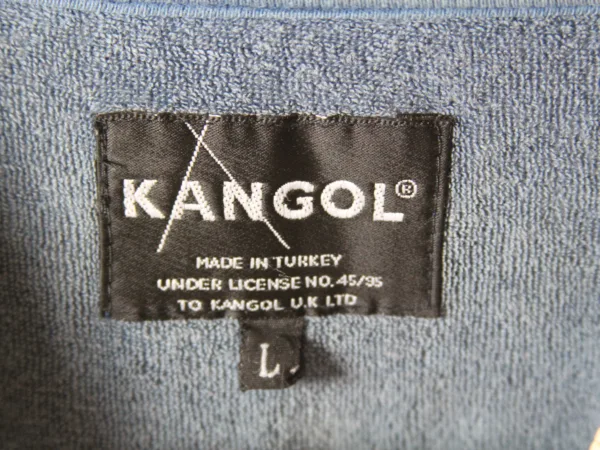 KANGOL®
MADE IN TURKEY
UNDER LICENSE NO. 45/95
TO KANGOL U.K LTD
L